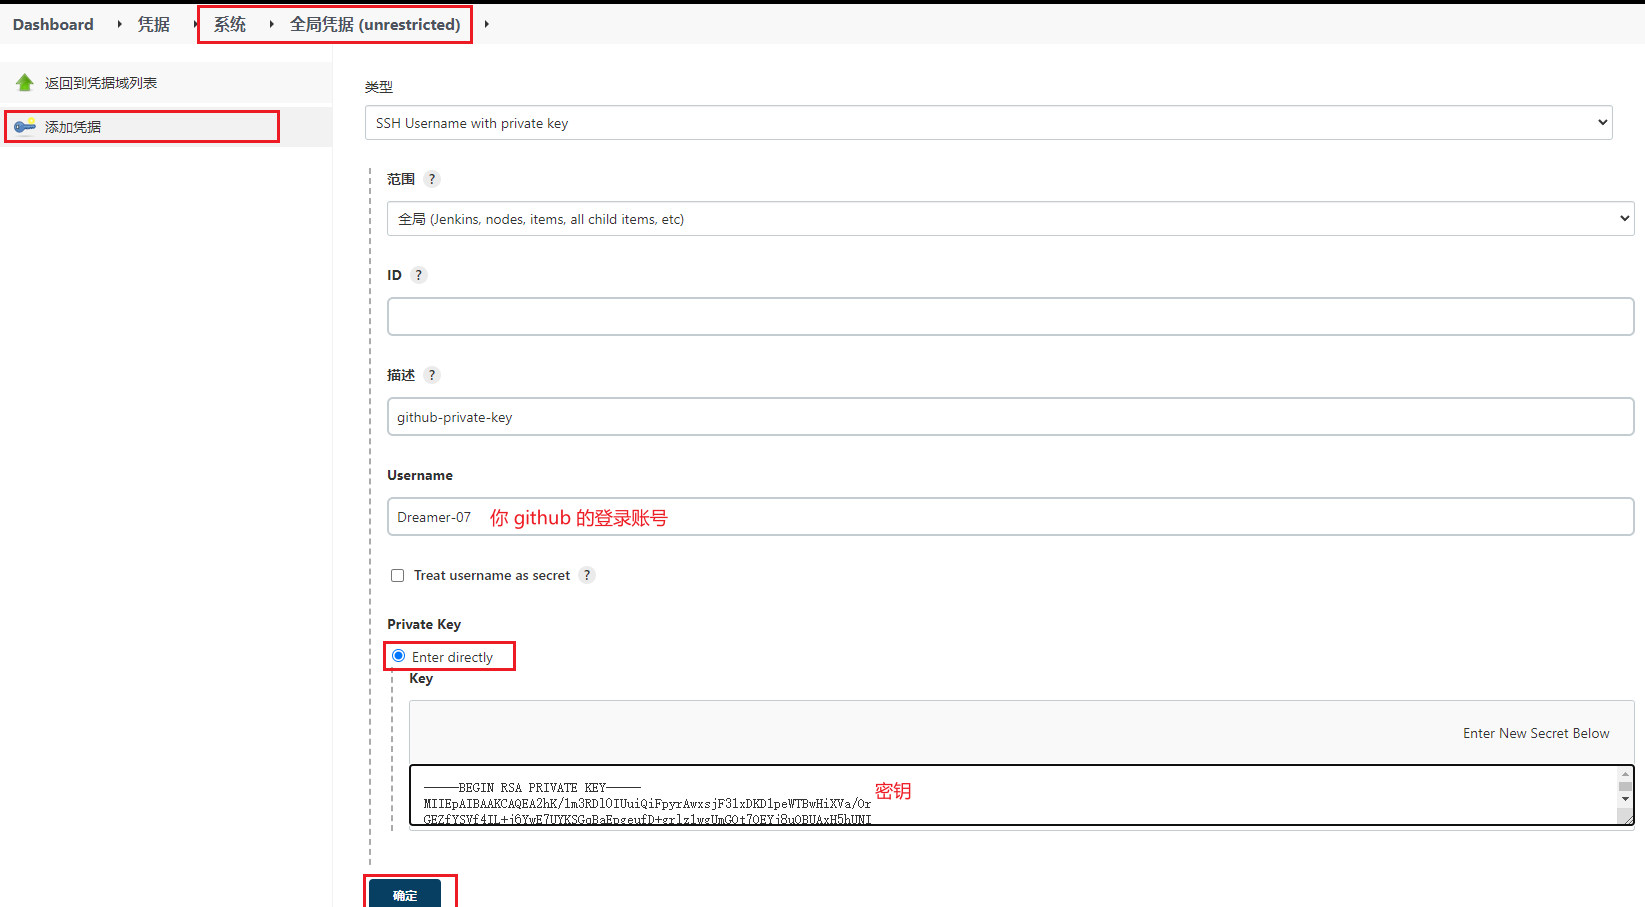 Dashboard 凭据 系统 全局凭据 (unrestricted)
返回到凭据域列表
添加凭据
类型
SSH Username with private key
范围 ?
全局 (Jenkins, nodes, items, all child items, etc)
ID ?
描述 ?
github-private-key
Username
Dreamer-07 你 github 的登录账号
Treat username as secret ?
Private Key
Enter directly
Key
Enter New Secret Below
-----BEGIN RSA PRIVATE KEY-----
密钥
确定